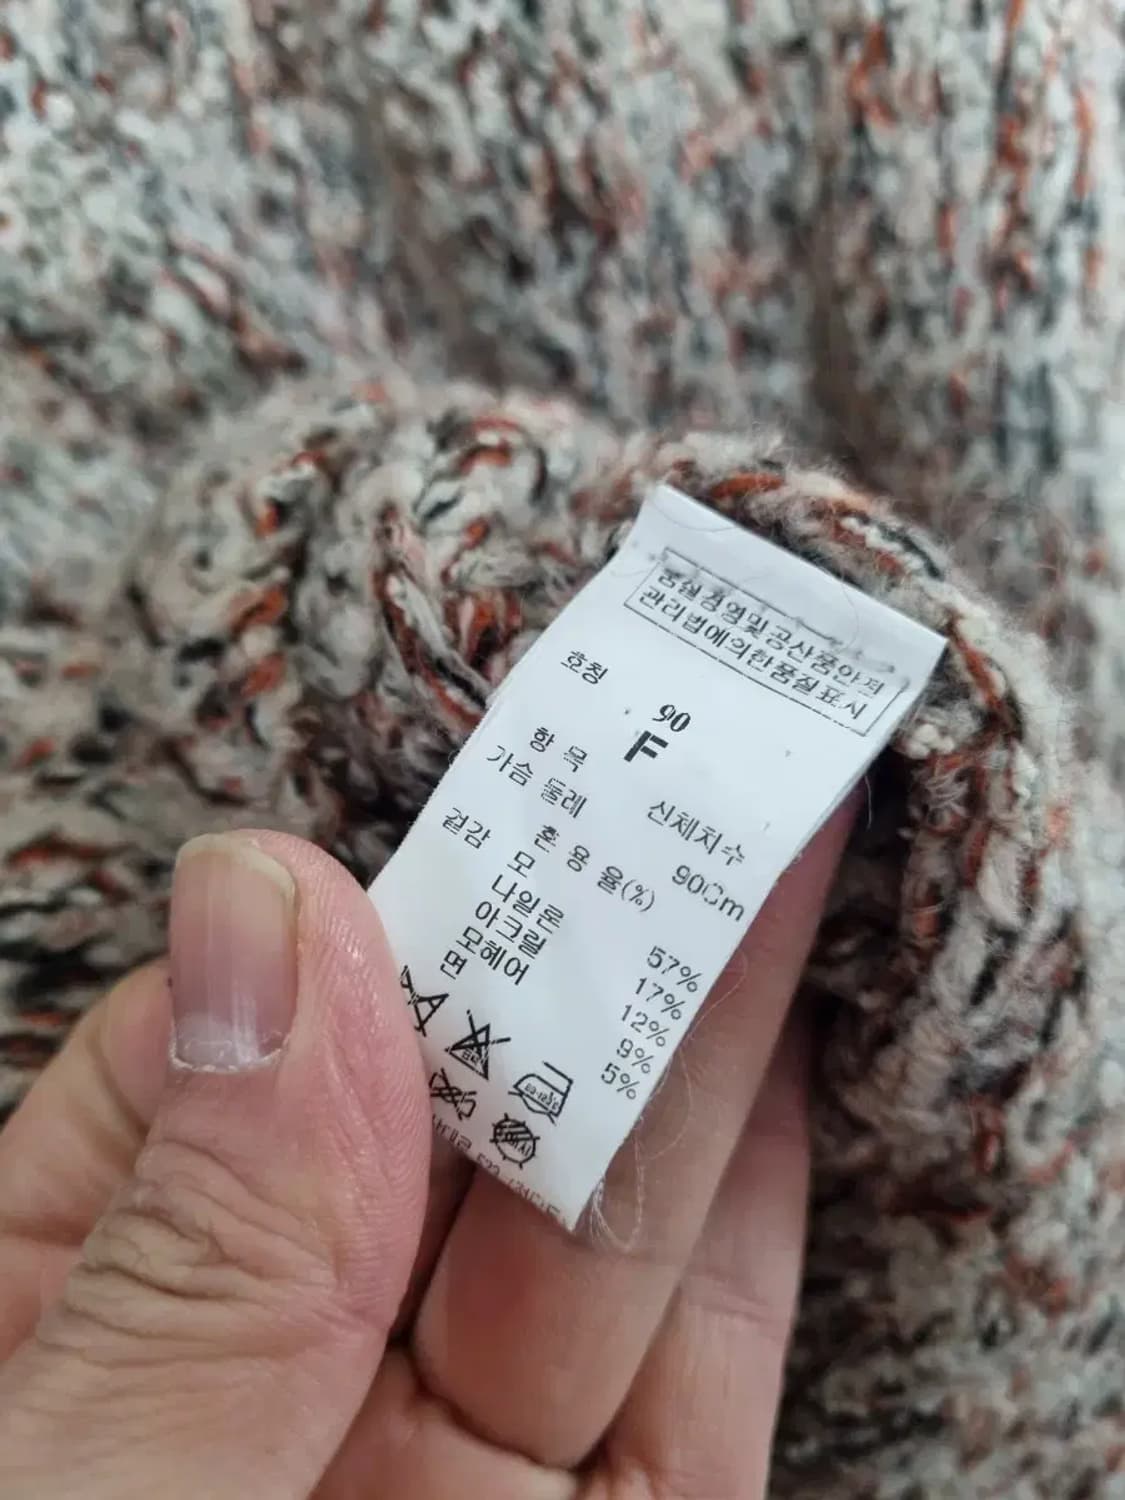 품질경영및공산품안전
관리법에의한품질표시
호칭
90
F
항 목 신체치수
가슴 둘레 90Cm
겉감 혼 용 율(%)
모 57%
나일론 17%
아크릴 12%
모헤어 9%
면 5%